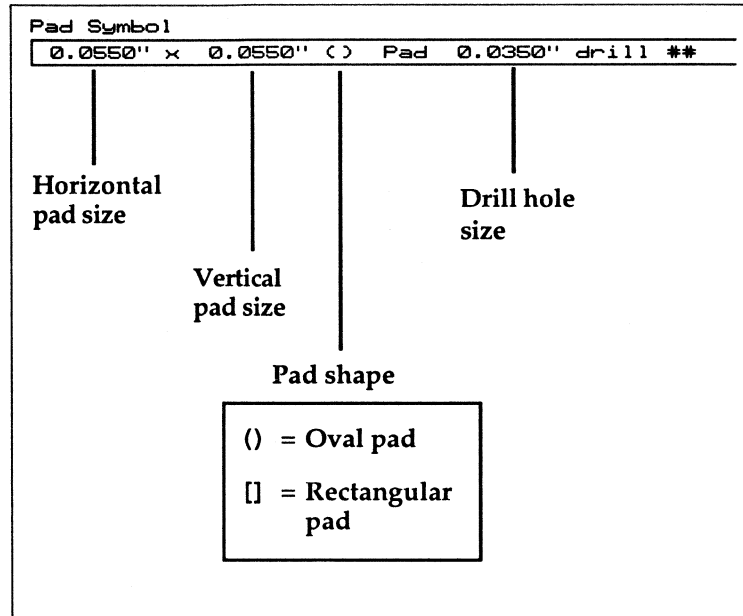 Pad Symbol
0.0550" x 0.0550" () Pad 0.0350" drill ##
Horizontal
pad size
Drill hole
size
Vertical
pad size
Pad shape
() = Oval pad
[] = Rectangular
pad